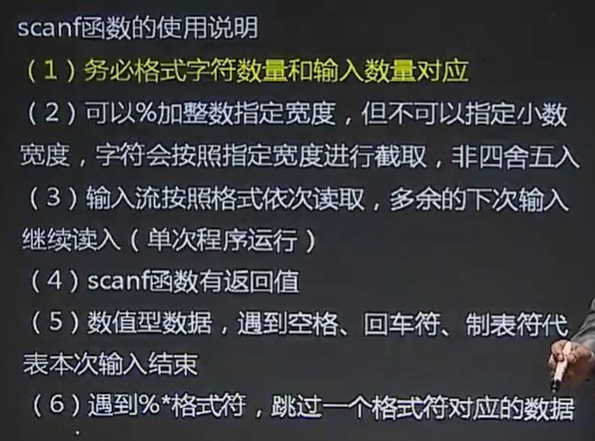 scanf函数的使用说明
（1）务必格式字符数量和输入数量对应
（2）可以%加整数指定宽度，但不可以指定小数
宽度，字符会按照指定宽度进行截取，非四舍五入
（3）输入流按照格式依次读取，多余的下次输入
继续读入（单次程序运行）
（4）scanf函数有返回值
（5）数值型数据，遇到空格、回车符、制表符代
表本次输入结束
（6）遇到%*格式符，跳过一个格式符对应的数据